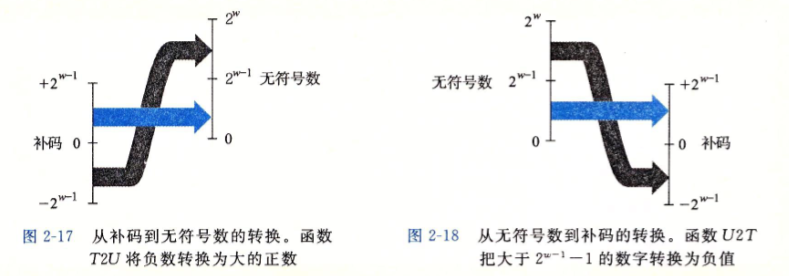 2^w
+2^{w-1}
2^{w-1} 无符号数
补码 0
0
-2^{w-1}
图 2-17 从补码到无符号数的转换。函数
T2U 将负数转换为大的正数
2^w
无符号数 2^{w-1}
+2^{w-1}
0
0 补码
-2^{w-1}
图 2-18 从无符号数到补码的转换。函数 U2T
把大于 2^{w-1}-1 的数字转换为负值